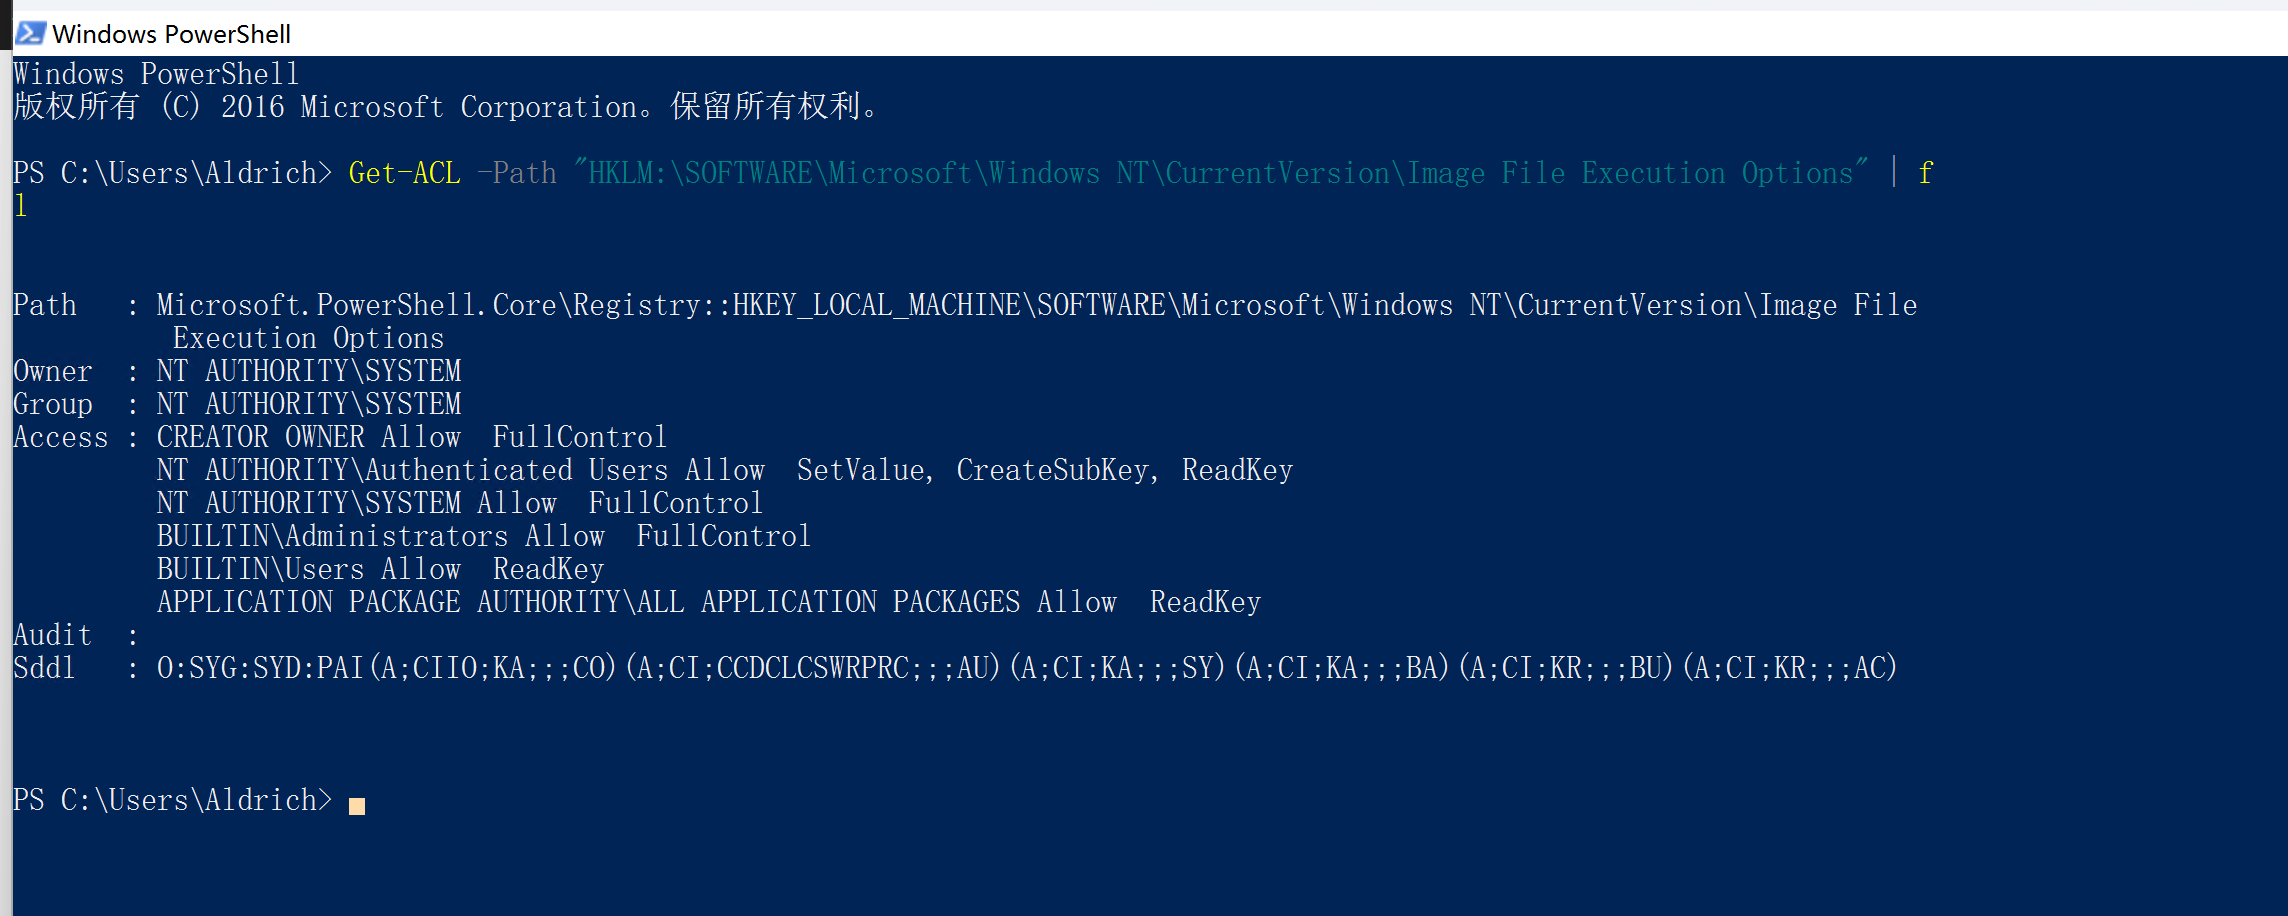 Windows PowerShell
Windows PowerShell
版权所有 (C) 2016 Microsoft Corporation。保留所有权利。
PS C:\Users\Aldrich> Get-ACL -Path "HKLM:\SOFTWARE\Microsoft\Windows NT\CurrentVersion\Image File Execution Options" | f
l
Path   : Microsoft.PowerShell.Core\Registry::HKEY_LOCAL_MACHINE\SOFTWARE\Microsoft\Windows NT\CurrentVersion\Image File
          Execution Options
Owner  : NT AUTHORITY\SYSTEM
Group  : NT AUTHORITY\SYSTEM
Access : CREATOR OWNER Allow  FullControl
         NT AUTHORITY\Authenticated Users Allow  SetValue, CreateSubKey, ReadKey
         NT AUTHORITY\SYSTEM Allow  FullControl
         BUILTIN\Administrators Allow  FullControl
         BUILTIN\Users Allow  ReadKey
         APPLICATION PACKAGE AUTHORITY\ALL APPLICATION PACKAGES Allow  ReadKey
Audit  :
Sddl   : O:SYG:SYD:PAI(A;CIIO;KA;;;CO)(A;CI;CCDCLCSWRPRC;;;AU)(A;CI;KA;;;SY)(A;CI;KA;;;BA)(A;CI;KR;;;BU)(A;CI;KR;;;AC)
PS C:\Users\Aldrich>